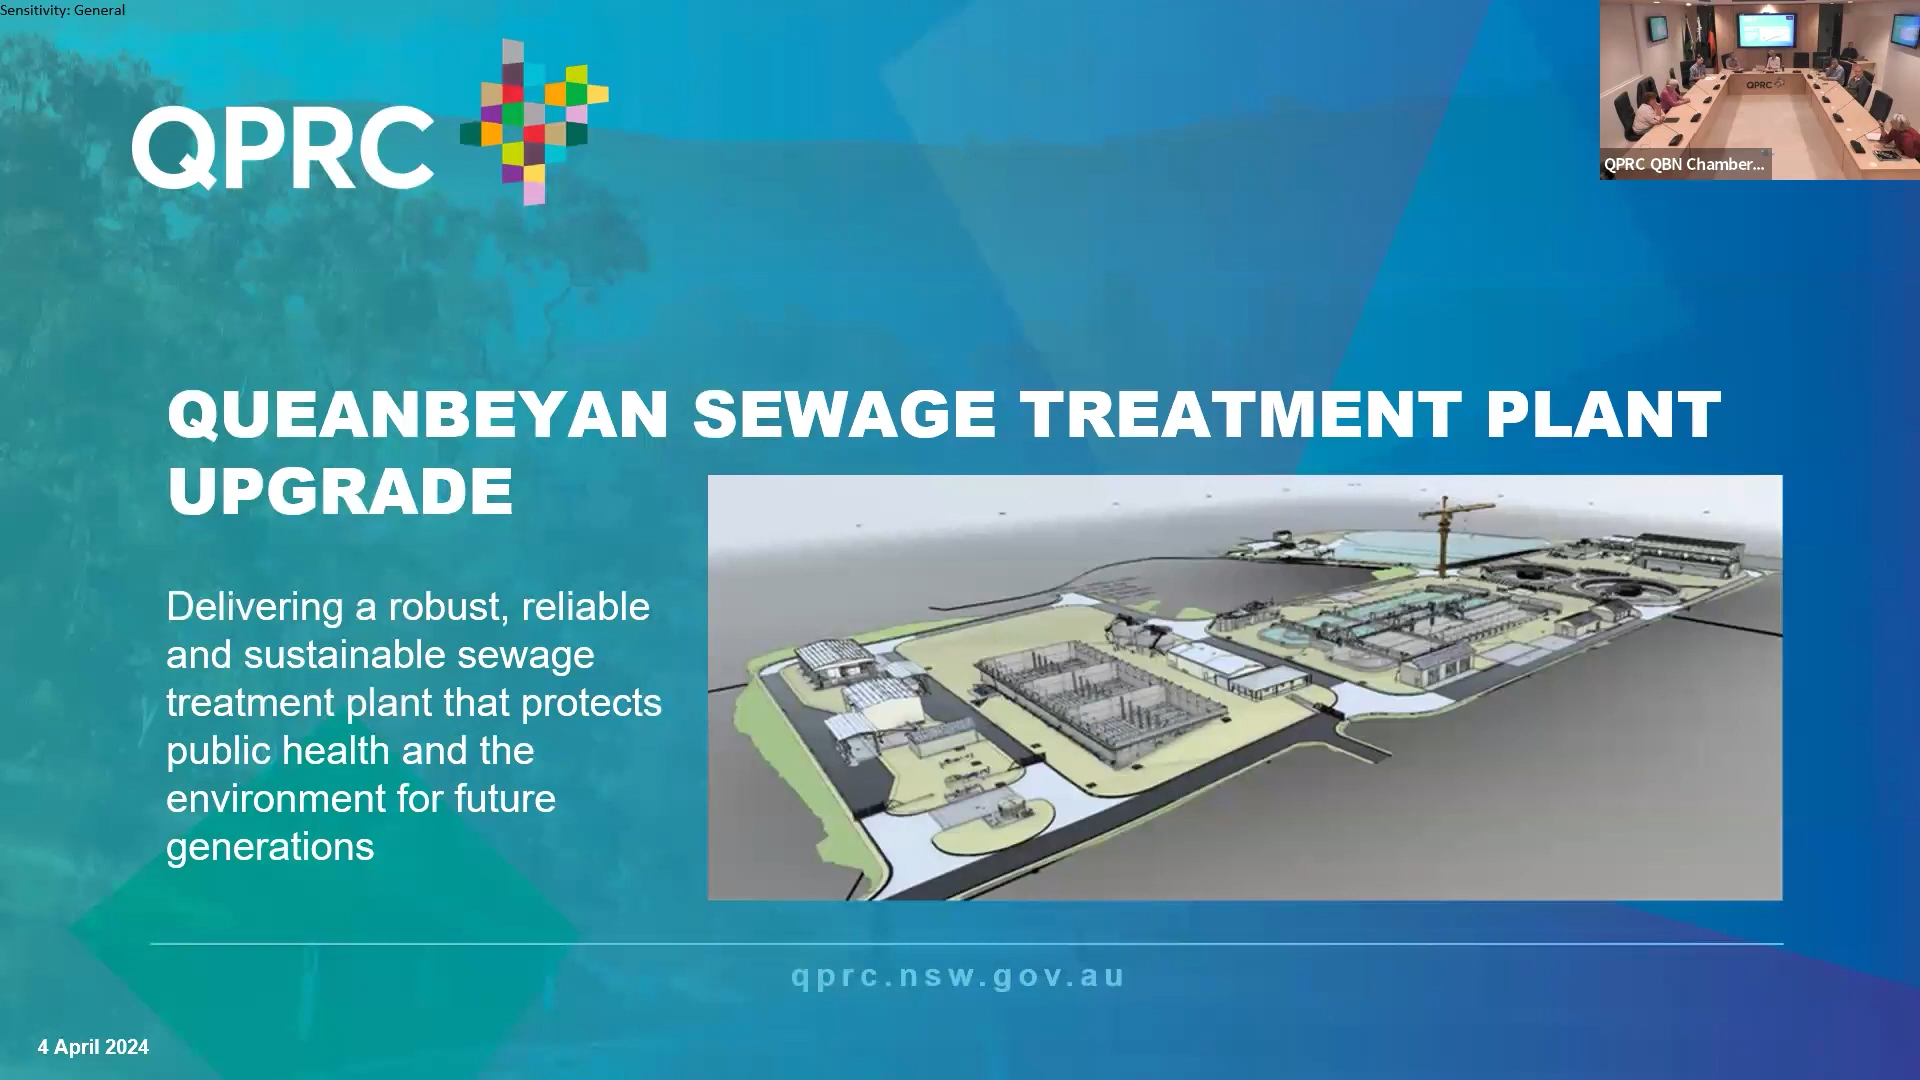 Sensitivity: General
QPRC
QPRC
QPRC QBN Chamber...
QUEANBEYAN SEWAGE TREATMENT PLANT
UPGRADE
Delivering a robust, reliable
and sustainable sewage
treatment plant that protects
public health and the
environment for future
generations
qprc.nsw.gov.au
4 April 2024